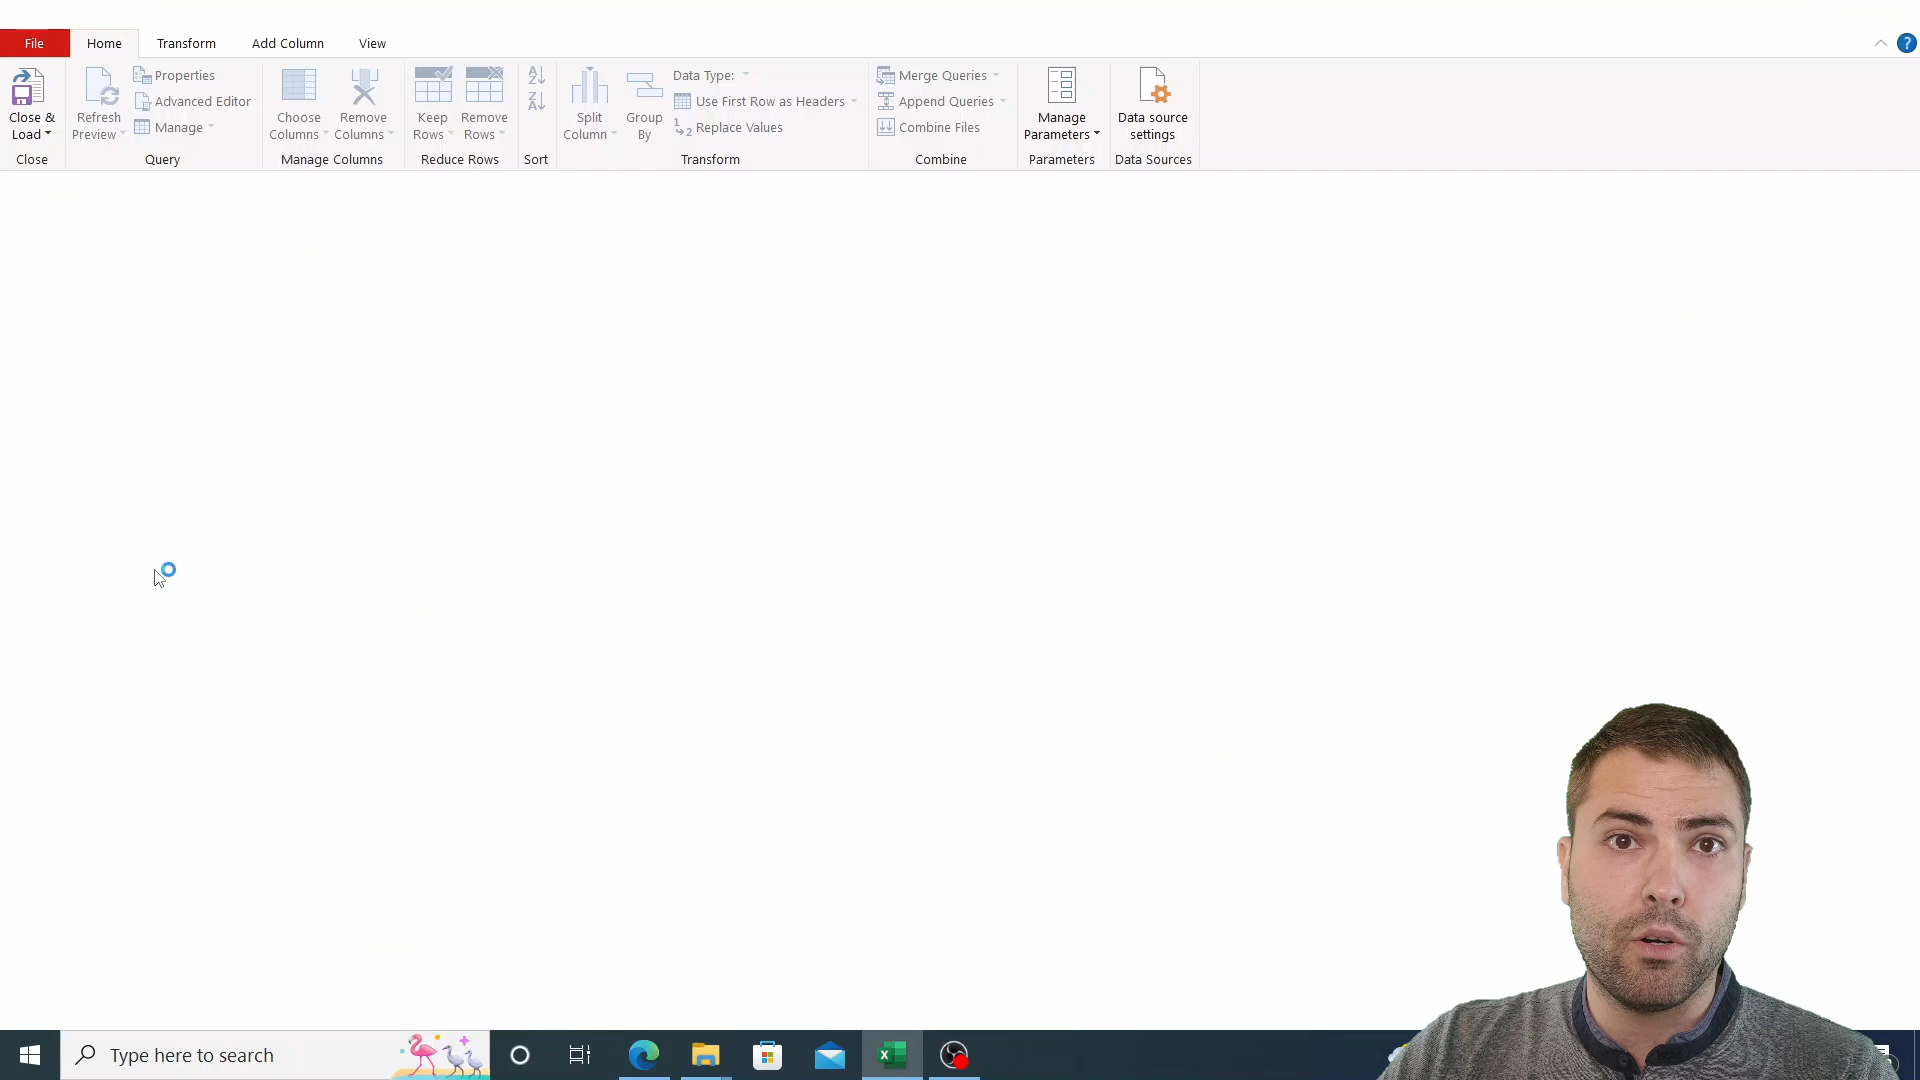 File
Home
Transform
Add Column
View
?
Close &
Load
Refresh
Preview
Properties
Advanced Editor
Manage
Choose
Columns
Remove
Columns
Keep
Rows
Remove
Rows
A
Z
Z
A
Split
Column
Group
By
Data Type:
Use First Row as Headers
1
2 Replace Values
Merge Queries
Append Queries
Combine Files
Manage
Parameters
Data source
settings
Close
Query
Manage Columns
Reduce Rows
Sort
Transform
Combine
Parameters
Data Sources
Type here to search
X